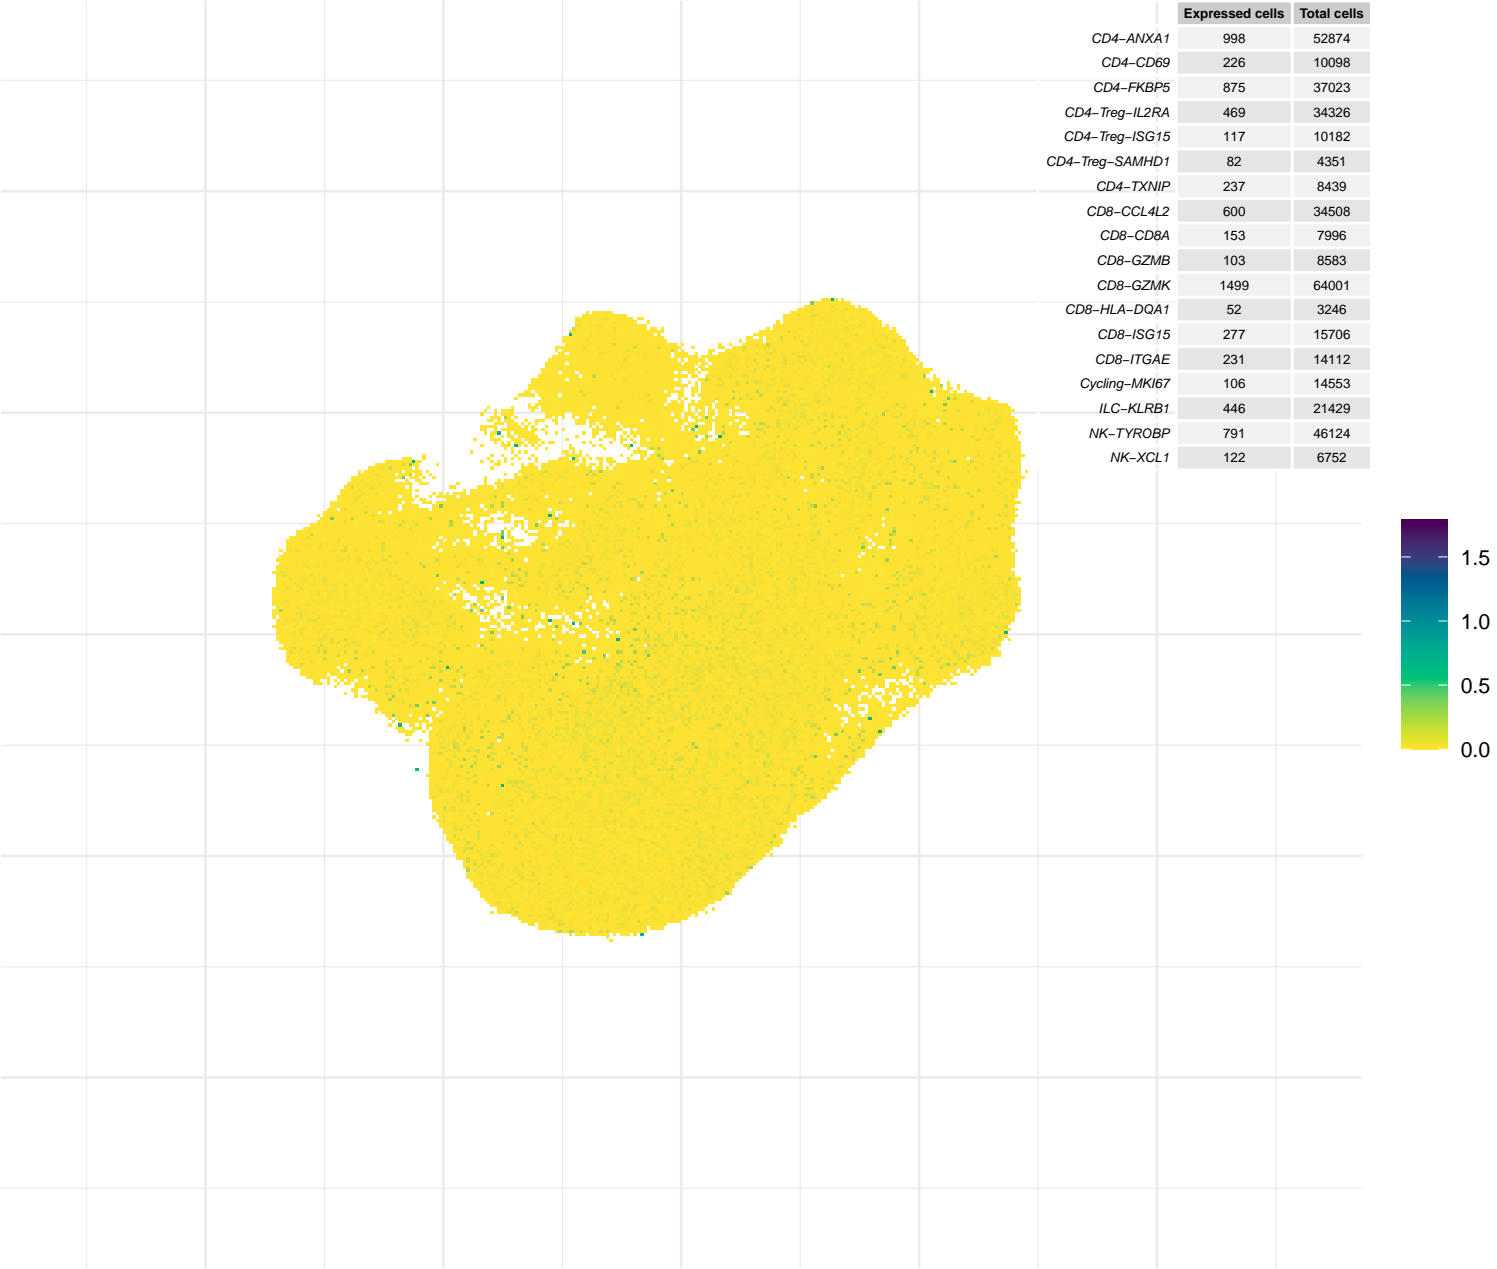 Expressed cells Total cells
CD4−ANXA1 998 52874
CD4−CD69 226 10098
CD4−FKBP5 875 37023
CD4−Treg−IL2RA 469 34326
CD4−Treg−ISG15 117 10182
CD4−Treg−SAMHD1 82 4351
CD4−TXNIP 237 8439
CD8−CCL4L2 600 34508
CD8−CD8A 153 7996
CD8−GZMB 103 8583
CD8−GZMK 1499 64001
CD8−HLA−DQA1 52 3246
CD8−ISG15 277 15706
CD8−ITGAE 231 14112
Cycling−MKI67 106 14553
ILC−KLRB1 446 21429
NK−TYROBP 791 46124
NK−XCL1 122 6752
1.5
1.0
0.5
0.0